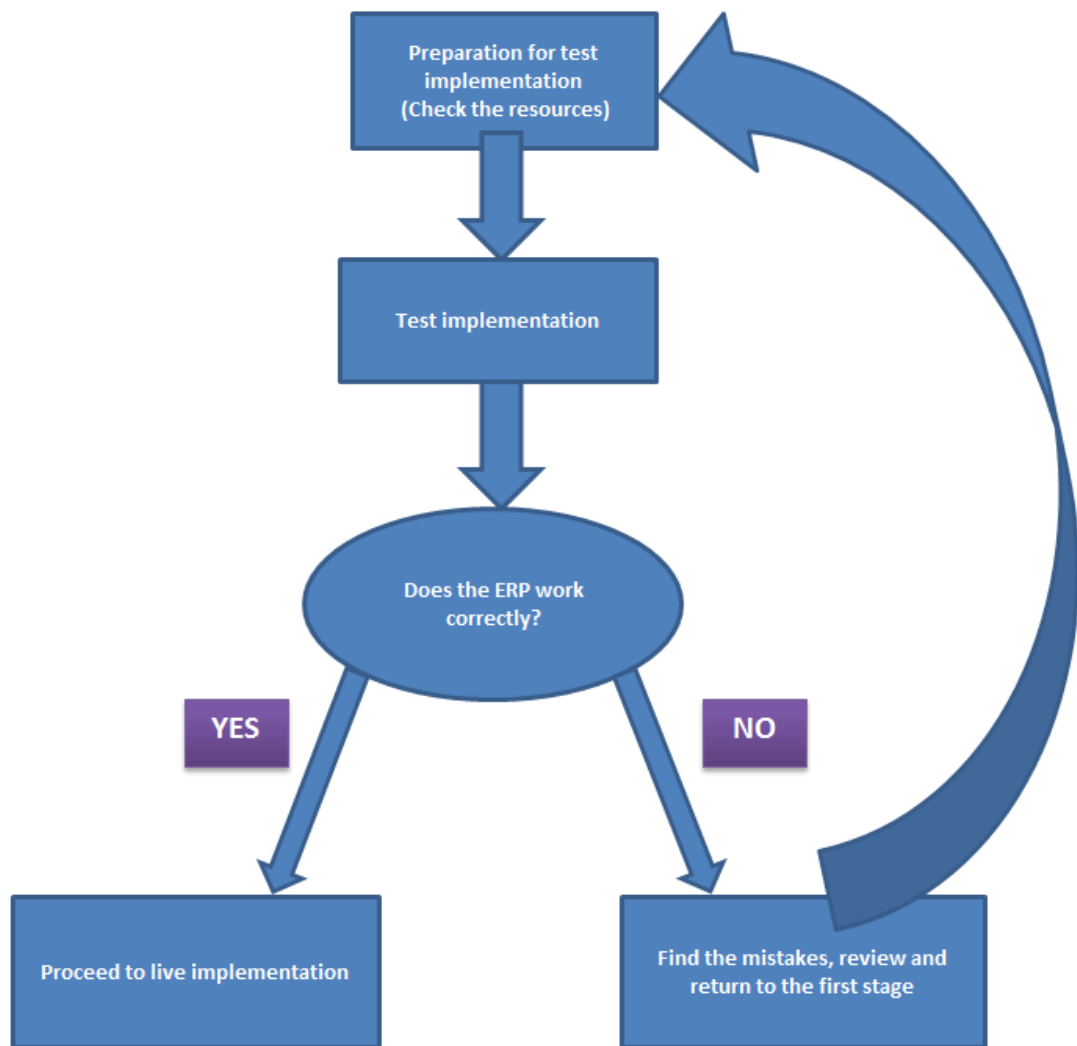 Preparation for test
implementation
(Check the resources)
Test implementation
Does the ERP work
correctly?
YES
NO
Proceed to live implementation
Find the mistakes, review and
return to the first stage